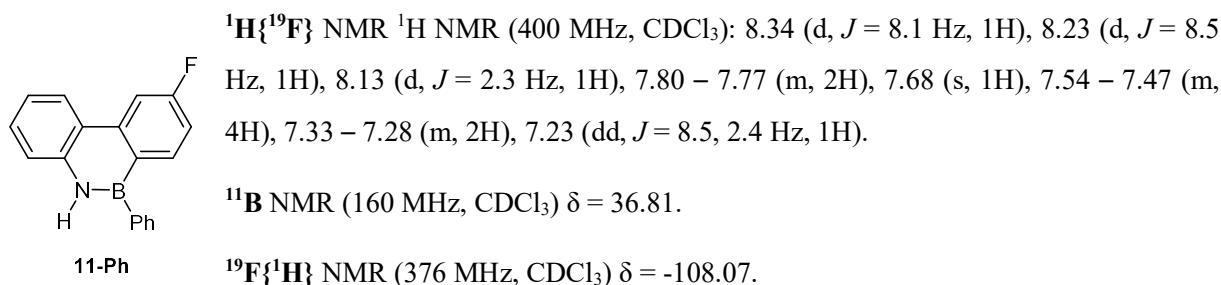 ¹H{¹⁹F} NMR ¹H NMR (400 MHz, CDCl₃): 8.34 (d, J = 8.1 Hz, 1H), 8.23 (d, J = 8.5
Hz, 1H), 8.13 (d, J = 2.3 Hz, 1H), 7.80 – 7.77 (m, 2H), 7.68 (s, 1H), 7.54 – 7.47 (m,
4H), 7.33 – 7.28 (m, 2H), 7.23 (dd, J = 8.5, 2.4 Hz, 1H).
¹¹B NMR (160 MHz, CDCl₃) δ = 36.81.
¹⁹F{¹H} NMR (376 MHz, CDCl₃) δ = -108.07.
F
N B
H Ph
11-Ph